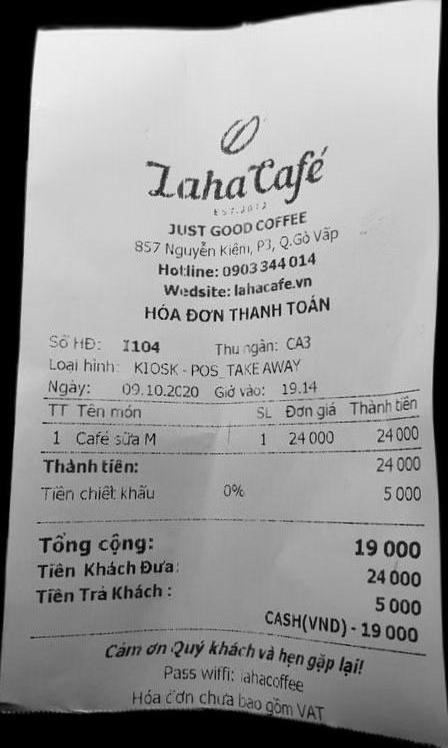 Laha Café
EST.2012
JUST GOOD COFFEE
857 Nguyễn Kiệm, P3, Q.Gò Vấp
Hotline: 0903 344 014
Wedsite: lahacafe.vn
HÓA ĐƠN THANH TOÁN
Số HĐ: I104 Thu ngân: CA3
Loại hình: KIOSK - POS_TAKE AWAY
Ngày: 09.10.2020 Giờ vào: 19.14
TT Tên món SL Đơn giá Thành tiền
1 Café sữa M 1 24 000 24 000
Thành tiền: 24 000
Tiền chiết khấu 0% 5 000
Tổng cộng: 19 000
Tiền Khách Đưa: 24 000
Tiền Trả Khách : 5 000
CASH(VND) - 19 000
Cảm ơn Quý khách và hẹn gặp lại!
Pass wiffi: lahacoffee
Hóa đơn chưa bao gồm VAT